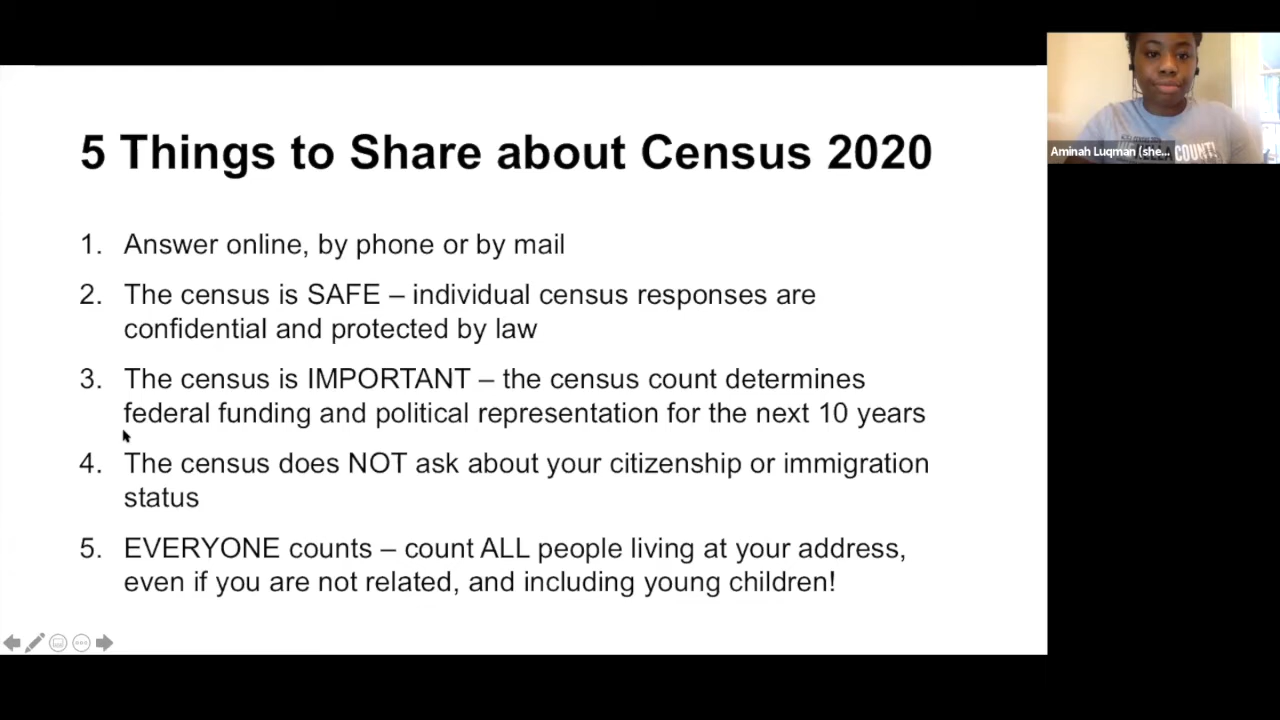 5 Things to Share about Census 2020
1. Answer online, by phone or by mail
2. The census is SAFE – individual census responses are
confidential and protected by law
3. The census is IMPORTANT – the census count determines
federal funding and political representation for the next 10 years
4. The census does NOT ask about your citizenship or immigration
status
5. EVERYONE counts – count ALL people living at your address,
even if you are not related, and including young children!
COUNT!
Aminah Luqman (she...